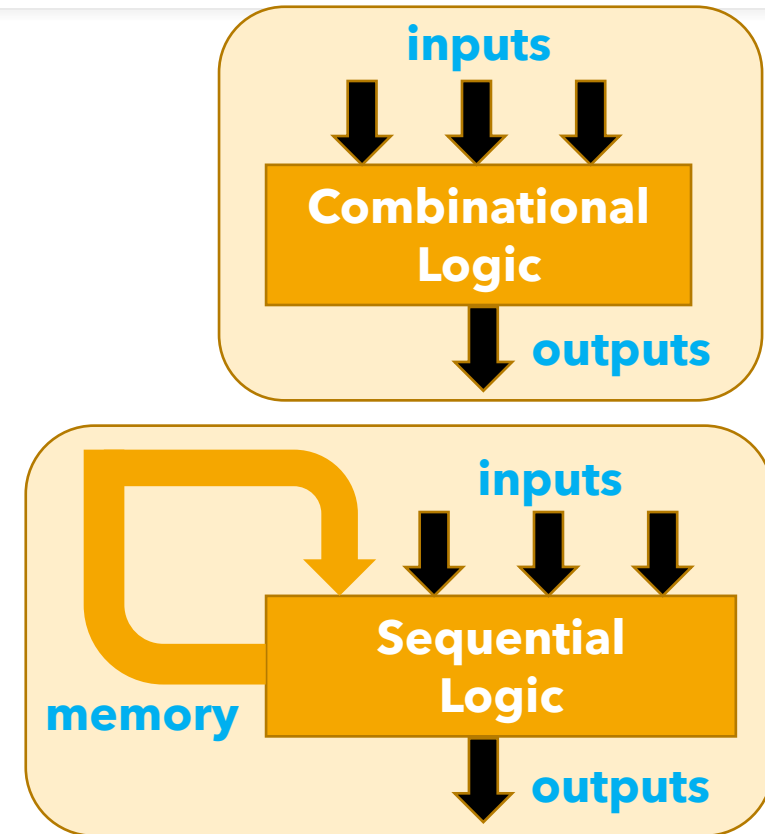 inputs
Combinational
Logic
outputs
inputs
Sequential
Logic
memory
outputs